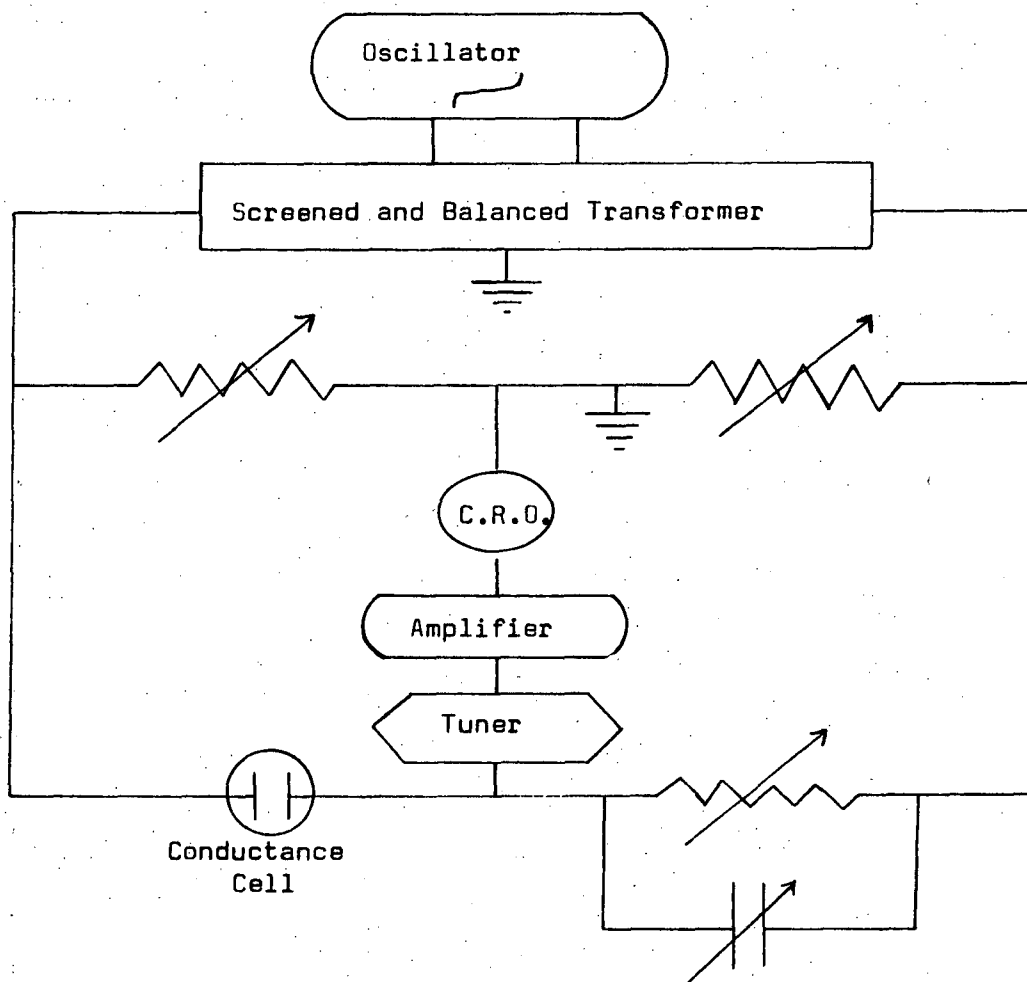 Oscillator
Screened and Balanced Transformer
C.R.O.
Amplifier
Tuner
Conductance
Cell